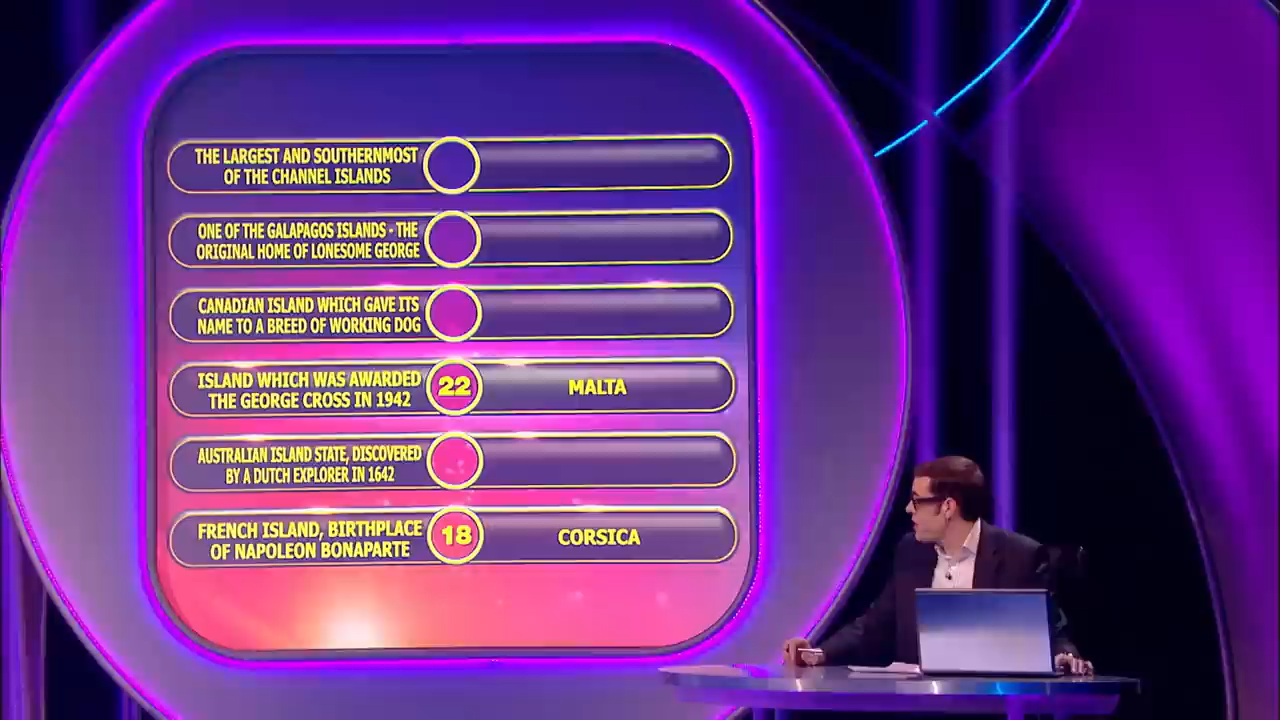 THE LARGEST AND SOUTHERNMOST
OF THE CHANNEL ISLANDS
ONE OF THE GALAPAGOS ISLANDS - THE
ORIGINAL HOME OF LONESOME GEORGE
CANADIAN ISLAND WHICH GAVE ITS
NAME TO A BREED OF WORKING DOG
ISLAND WHICH WAS AWARDED
THE GEORGE CROSS IN 1942
22
MALTA
AUSTRALIAN ISLAND STATE, DISCOVERED
BY A DUTCH EXPLORER IN 1642
FRENCH ISLAND, BIRTHPLACE
OF NAPOLEON BONAPARTE
18
CORSICA